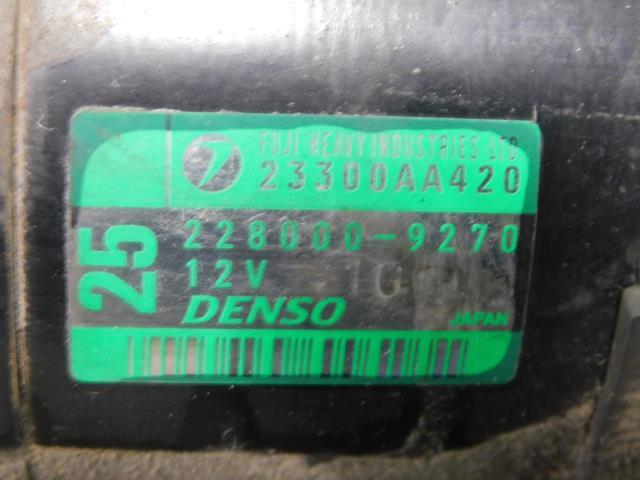 FUJI HEAVY INDUSTRIES LTD.
23300AA420
25
228000-9270
12V
DENSO
JAPAN